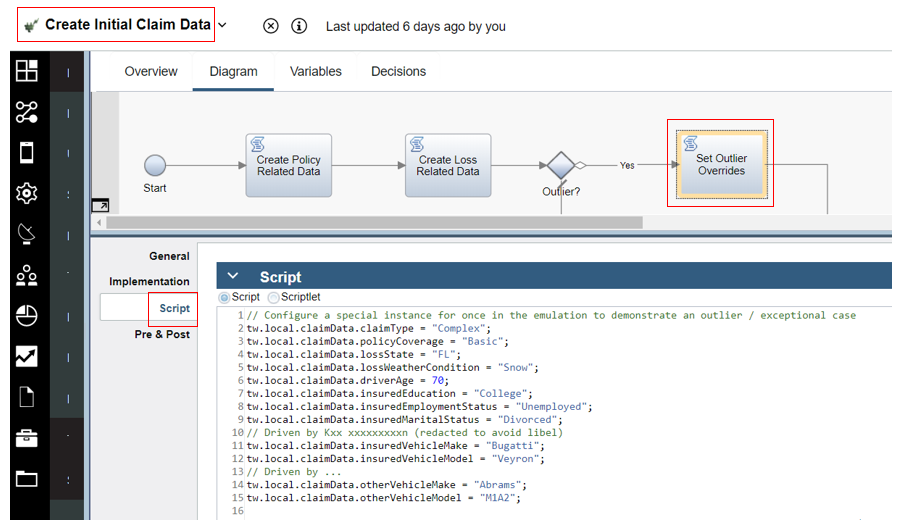 Create Initial Claim Data
Last updated 6 days ago by you
Overview
Diagram
Variables
Decisions
Start
Create Policy
Related Data
Create Loss
Related Data
Outlier?
Yes
Set Outlier
Overrides
General
Implementation
Script
Pre & Post
Script
Script
Scriptlet
1 // Configure a special instance for once in the emulation to demonstrate an outlier / exceptional case
2 tw.local.claimData.claimType = "Complex";
3 tw.local.claimData.policyCoverage = "Basic";
4 tw.local.claimData.lossState = "FL";
5 tw.local.claimData.lossWeatherCondition = "Snow";
6 tw.local.claimData.driverAge = 70;
7 tw.local.claimData.insuredEducation = "College";
8 tw.local.claimData.insuredEmploymentStatus = "Unemployed";
9 tw.local.claimData.insuredMaritalStatus = "Divorced";
10 // Driven by Kxx xxxxxxxxxn (redacted to avoid libel)
11 tw.local.claimData.insuredVehicleMake = "Bugatti";
12 tw.local.claimData.insuredVehicleModel = "Veyron";
13 // Driven by ...
14 tw.local.claimData.otherVehicleMake = "Abrams";
15 tw.local.claimData.otherVehicleModel = "M1A2";
16